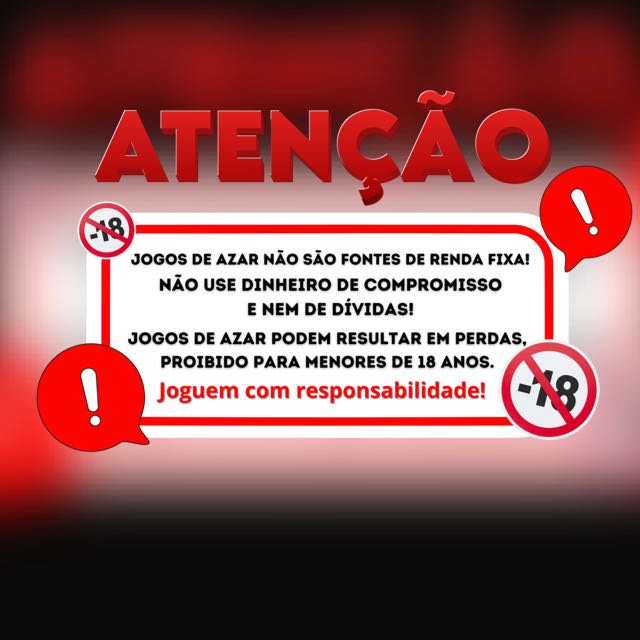 ATENÇÃO
-18
!
JOGOS DE AZAR NÃO SÃO FONTES DE RENDA FIXA!
NÃO USE DINHEIRO DE COMPROMISSO
E NEM DE DÍVIDAS!
JOGOS DE AZAR PODEM RESULTAR EM PERDAS,
PROIBIDO PARA MENORES DE 18 ANOS.
Joguem com responsabilidade!
!
-18